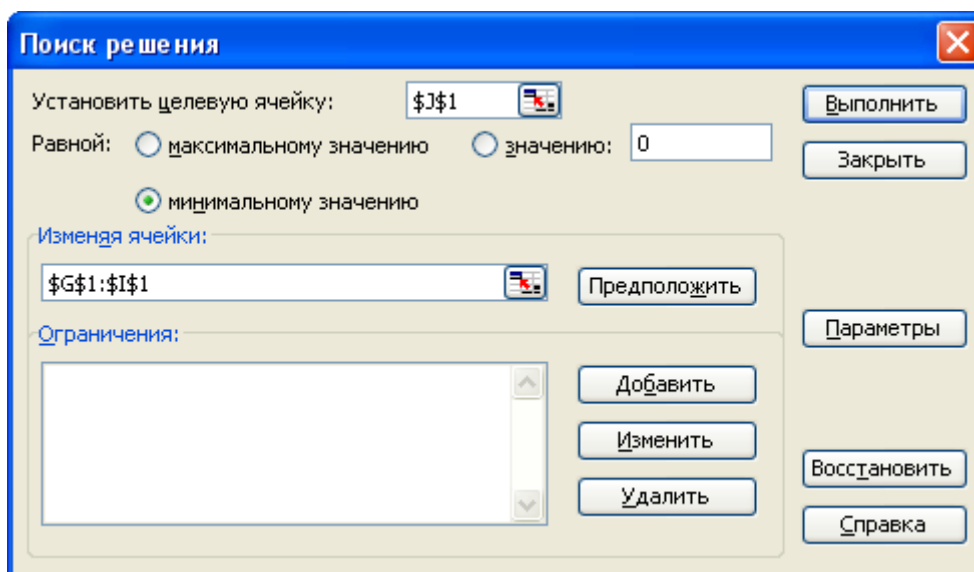 Поиск решения
Установить целевую ячейку: $J$1
Выполнить
Равной: максимальному значению значению: 0
Закрыть
минимальному значению
Изменяя ячейки:
$G$1:$I$1
Предположить
Параметры
Ограничения:
Добавить
Изменить
Удалить
Восстановить
Справка